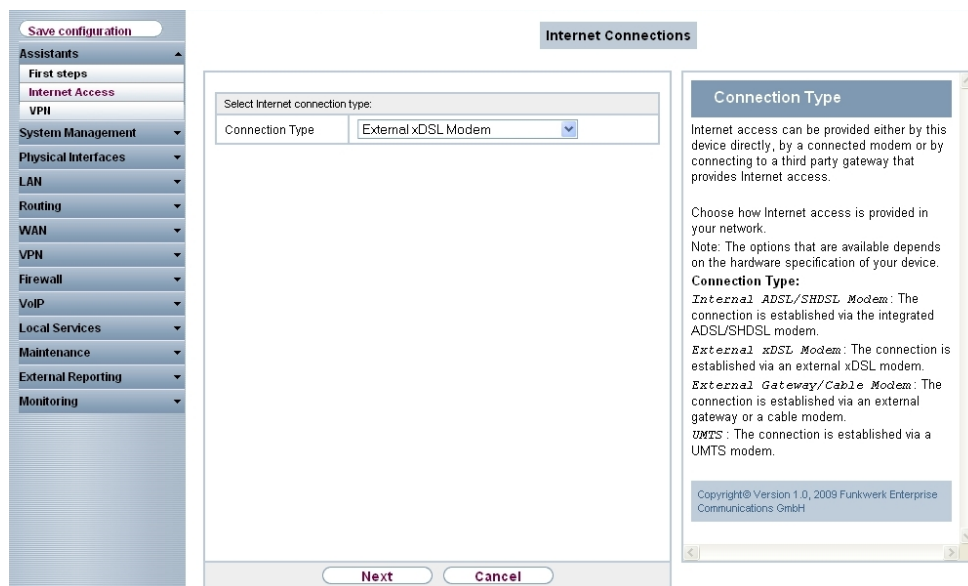 Save configuration
Assistants
First steps
Internet Access
VPN
System Management
Physical Interfaces
LAN
Routing
WAN
VPN
Firewall
VoIP
Local Services
Maintenance
External Reporting
Monitoring
Internet Connections
Select Internet connection type:
Connection Type External xDSL Modem
Next Cancel
Connection Type
Internet access can be provided either by this
device directly, by a connected modem or by
connecting to a third party gateway that
provides Internet access.
Choose how Internet access is provided in
your network.
Note: The options that are available depends
on the hardware specification of your device.
Connection Type:
Internal ADSL/SHDSL Modem: The
connection is established via the integrated
ADSL/SHDSL modem.
External xDSL Modem: The connection is
established via an external xDSL modem.
External Gateway/Cable Modem: The
connection is established via an external
gateway or a cable modem.
UMTS: The connection is established via a
UMTS modem.
Copyright© Version 1.0, 2009 Funkwerk Enterprise
Communications GmbH